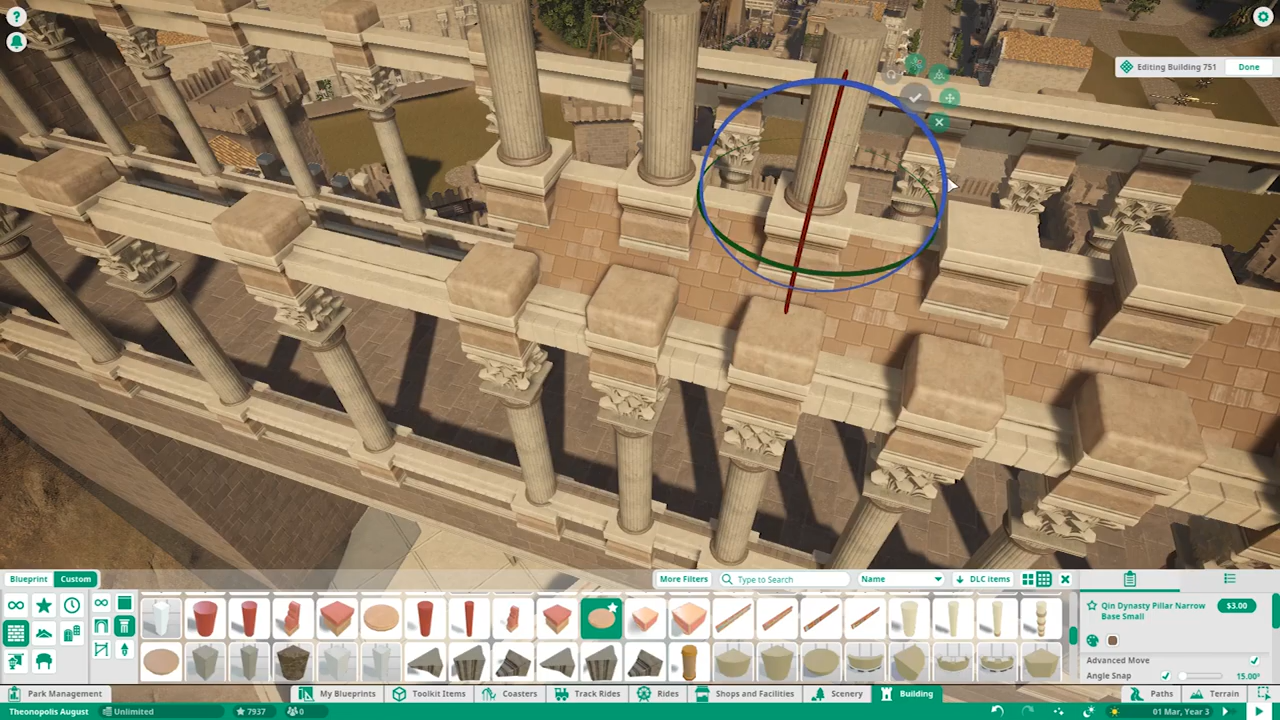 ?
Editing Building 751 Done
Blueprint Custom More Filters Type to Search Name DLC items
Qin Dynasty Pillar Narrow Base Small $3.00
Advanced Move
Angle Snap 15.00°
Park Management My Blueprints Toolkit Items Coasters Track Rides Rides Shops and Facilities Scenery Building Paths Terrain
Theonopolis August Unlimited 7937 0 01 Mar, Year 3